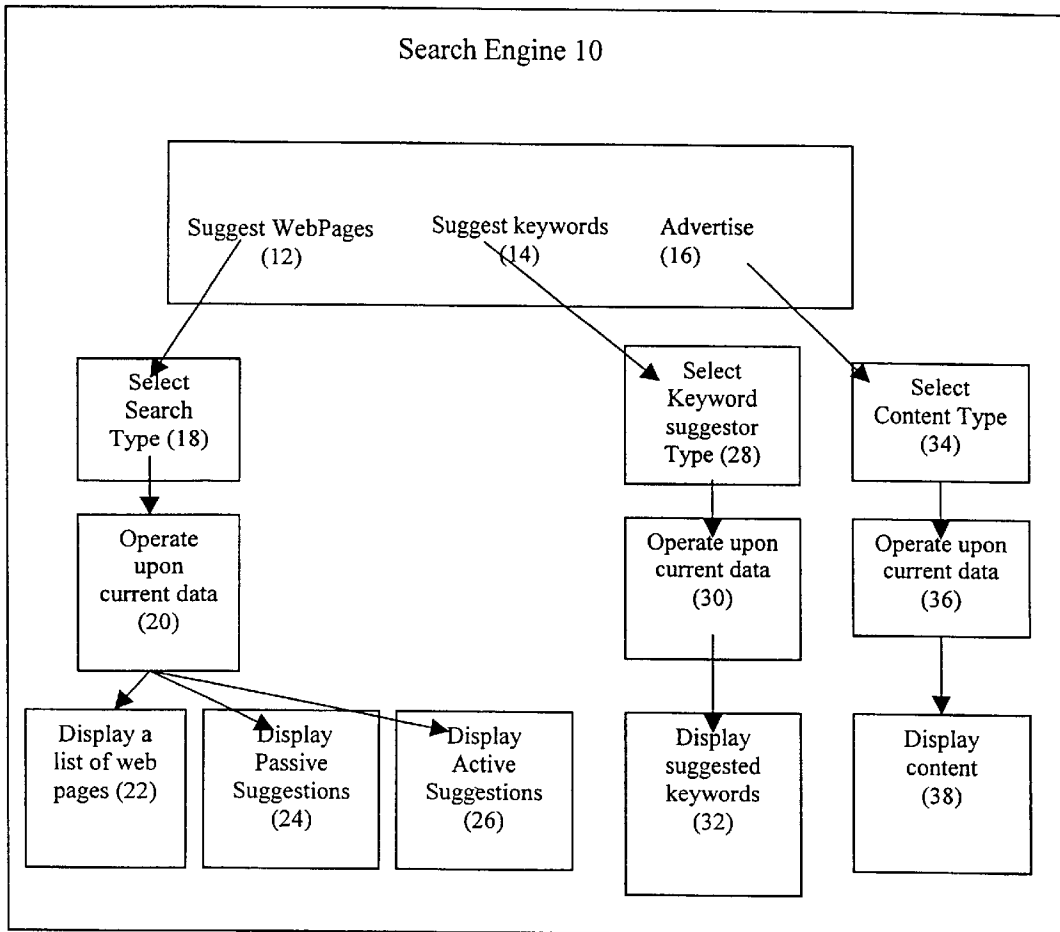 Search Engine 10
Suggest WebPages
(12)
Suggest keywords
(14)
Advertise
(16)
Select
Search
Type (18)
Select
Keyword
suggestor
Type (28)
Select
Content Type
(34)
Operate
upon
current data
(20)
Operate upon
current data
(30)
Operate upon
current data
(36)
Display a
list of web
pages (22)
Display
Passive
Suggestions
(24)
Display
Active
Suggestions
(26)
Display
suggested
keywords
(32)
Display
content
(38)